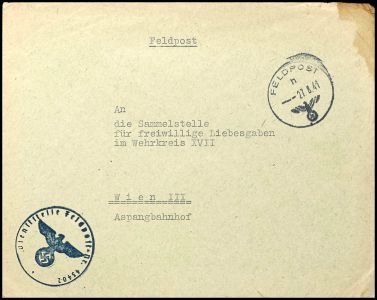 Feldpost
FELDPOST
h
27.8.41
An
die Sammelstelle
für freiwillige Liebesgaben
im Wehrkreis XVII
Wien III
Aspangbahnhof
Dienststelle Feldpost-Nr.